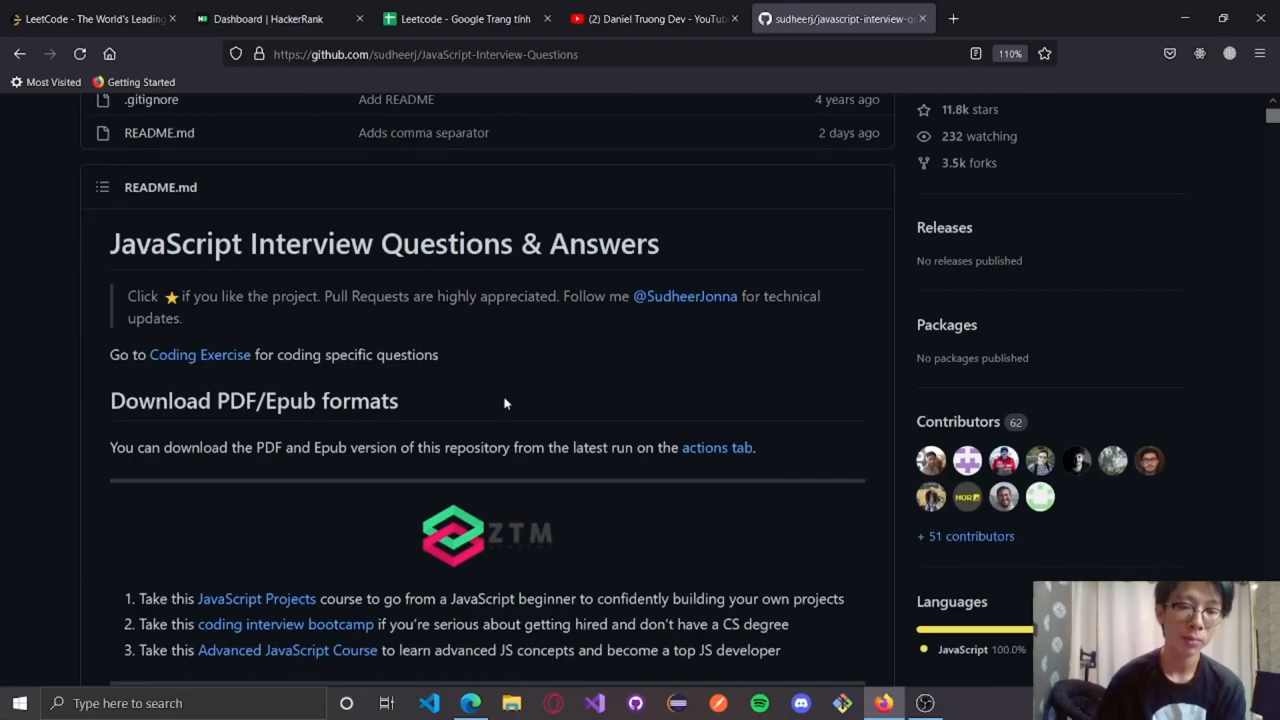 LeetCode - The World's Leading
Dashboard | HackerRank
Leetcode - Google Trang tính
(2) Daniel Truong Dev - YouTub
sudheerj/javascript-interview-q
https://github.com/sudheerj/JavaScript-Interview-Questions
110%
Most Visited
Getting Started
.gitignore
Add README
4 years ago
README.md
Adds comma separator
2 days ago
11.8k stars
232 watching
3.5k forks
README.md
JavaScript Interview Questions & Answers
Click ⭐ if you like the project. Pull Requests are highly appreciated. Follow me @SudheerJonna for technical
updates.
Go to Coding Exercise for coding specific questions
Download PDF/Epub formats
You can download the PDF and Epub version of this repository from the latest run on the actions tab.
ZTM
1. Take this JavaScript Projects course to go from a JavaScript beginner to confidently building your own projects
2. Take this coding interview bootcamp if you're serious about getting hired and don't have a CS degree
3. Take this Advanced JavaScript Course to learn advanced JS concepts and become a top JS developer
Releases
No releases published
Packages
No packages published
Contributors 62
+ 51 contributors
Languages
JavaScript 100.0%
Type here to search